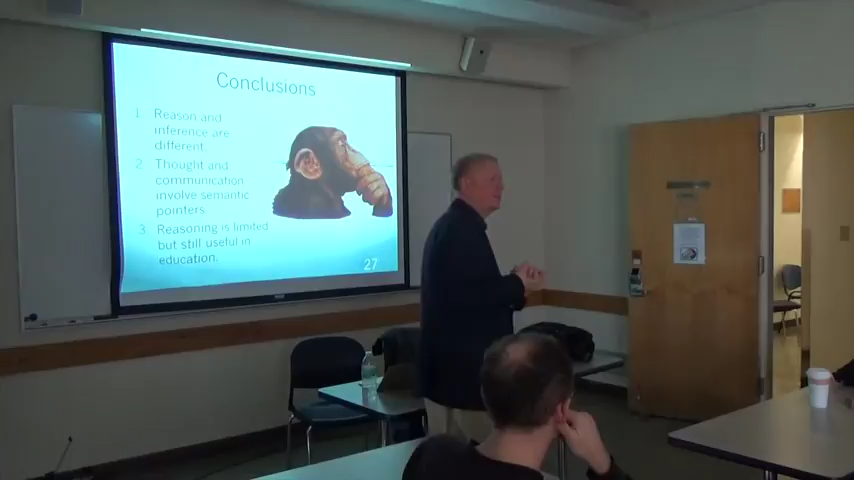 Conclusions
1. Reason and
inference are
different.
2. Thought and
communication
involve semantic
pointers
3. Reasoning is limited
but still useful in
education.
27